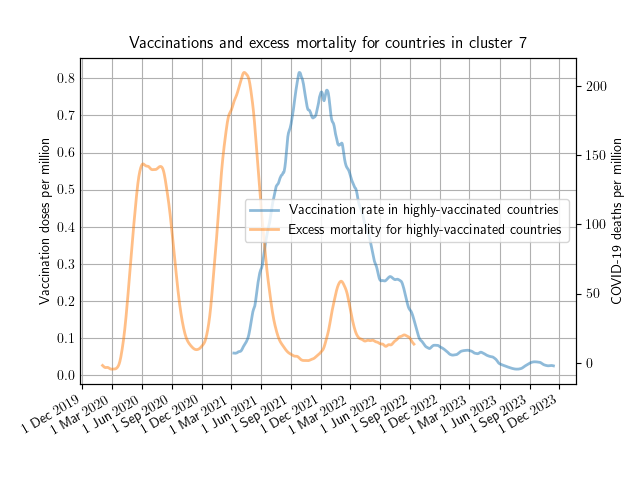 Vaccinations and excess mortality for countries in cluster 7
Vaccination doses per million
0.8
0.7
0.6
0.5
0.4
0.3
0.2
0.1
0.0
Vaccination rate in highly-vaccinated countries
Excess mortality for highly-vaccinated countries
200
150
100
50
0
COVID-19 deaths per million
1 Dec 2019
1 Mar 2020
1 Jun 2020
1 Sep 2020
1 Dec 2020
1 Mar 2021
1 Jun 2021
1 Sep 2021
1 Dec 2021
1 Mar 2022
1 Jun 2022
1 Sep 2022
1 Dec 2022
1 Mar 2023
1 Jun 2023
1 Sep 2023
1 Dec 2023